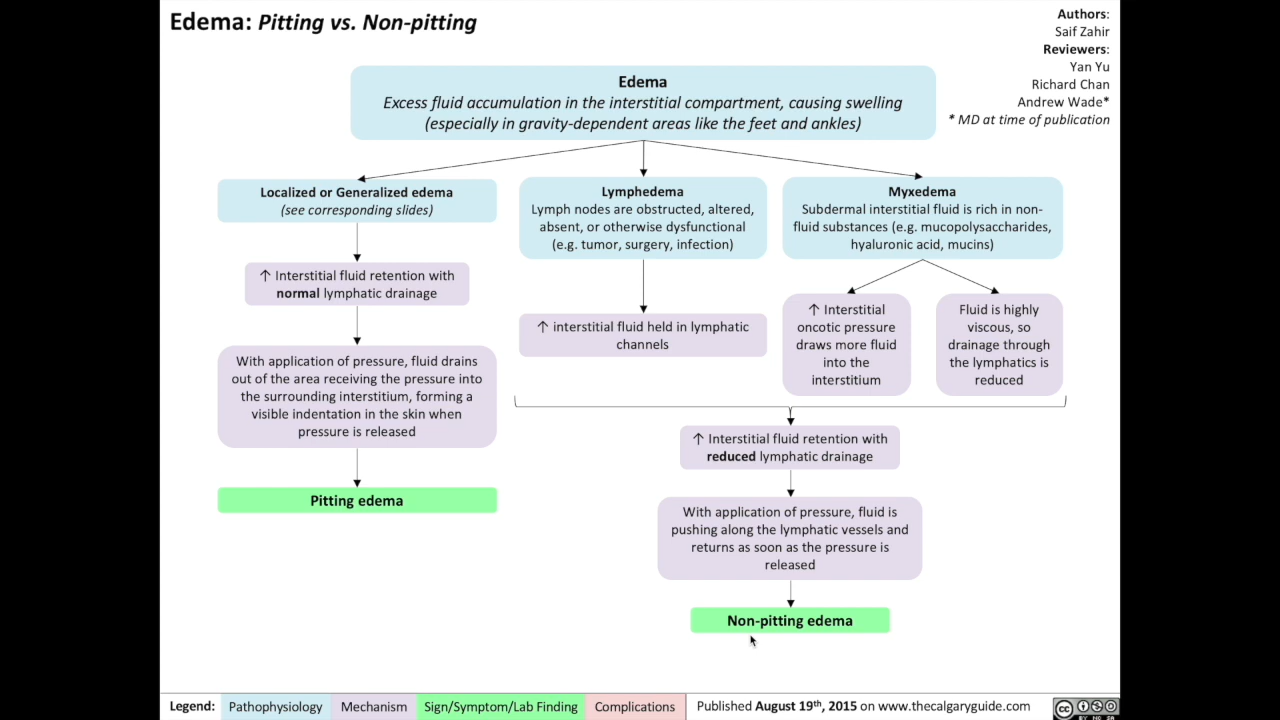 Edema: Pitting vs. Non-pitting
Authors:
Saif Zahir
Reviewers:
Yan Yu
Richard Chan
Andrew Wade*
* MD at time of publication
Edema
Excess fluid accumulation in the interstitial compartment, causing swelling
(especially in gravity-dependent areas like the feet and ankles)
Localized or Generalized edema
(see corresponding slides)
↑ Interstitial fluid retention with
normal lymphatic drainage
With application of pressure, fluid drains
out of the area receiving the pressure into
the surrounding interstitium, forming a
visible indentation in the skin when
pressure is released
Pitting edema
Lymphedema
Lymph nodes are obstructed, altered,
absent, or otherwise dysfunctional
(e.g. tumor, surgery, infection)
↑ interstitial fluid held in lymphatic
channels
Myxedema
Subdermal interstitial fluid is rich in non-
fluid substances (e.g. mucopolysaccharides,
hyaluronic acid, mucins)
↑ Interstitial
oncotic pressure
draws more fluid
into the
interstitium
Fluid is highly
viscous, so
drainage through
the lymphatics is
reduced
↑ Interstitial fluid retention with
reduced lymphatic drainage
With application of pressure, fluid is
pushing along the lymphatic vessels and
returns as soon as the pressure is
released
Non-pitting edema
Legend: Pathophysiology Mechanism Sign/Symptom/Lab Finding Complications Published August 19th, 2015 on www.thecalgaryguide.com
cc
BY NC SA